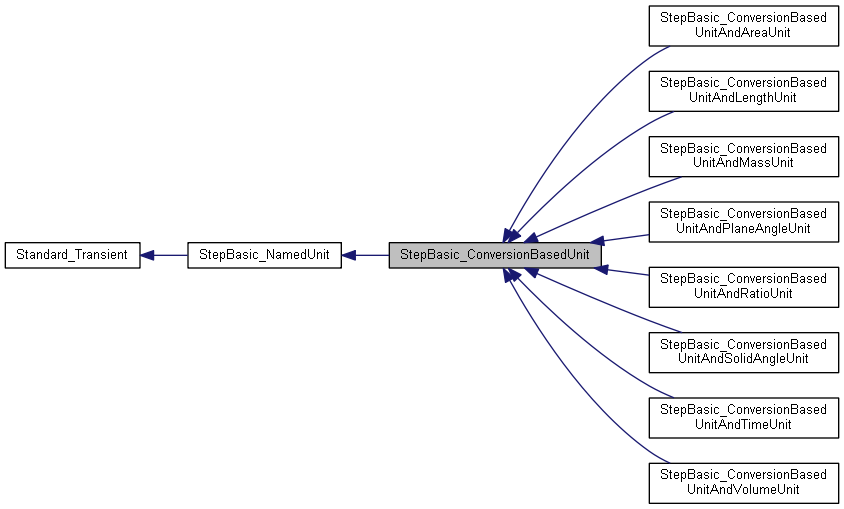 StepBasic_ConversionBased
UnitAndAreaUnit
StepBasic_ConversionBased
UnitAndLengthUnit
StepBasic_ConversionBased
UnitAndMassUnit
StepBasic_ConversionBased
UnitAndPlaneAngleUnit
Standard_Transient
StepBasic_NamedUnit
StepBasic_ConversionBasedUnit
StepBasic_ConversionBased
UnitAndRatioUnit
StepBasic_ConversionBased
UnitAndSolidAngleUnit
StepBasic_ConversionBased
UnitAndTimeUnit
StepBasic_ConversionBased
UnitAndVolumeUnit